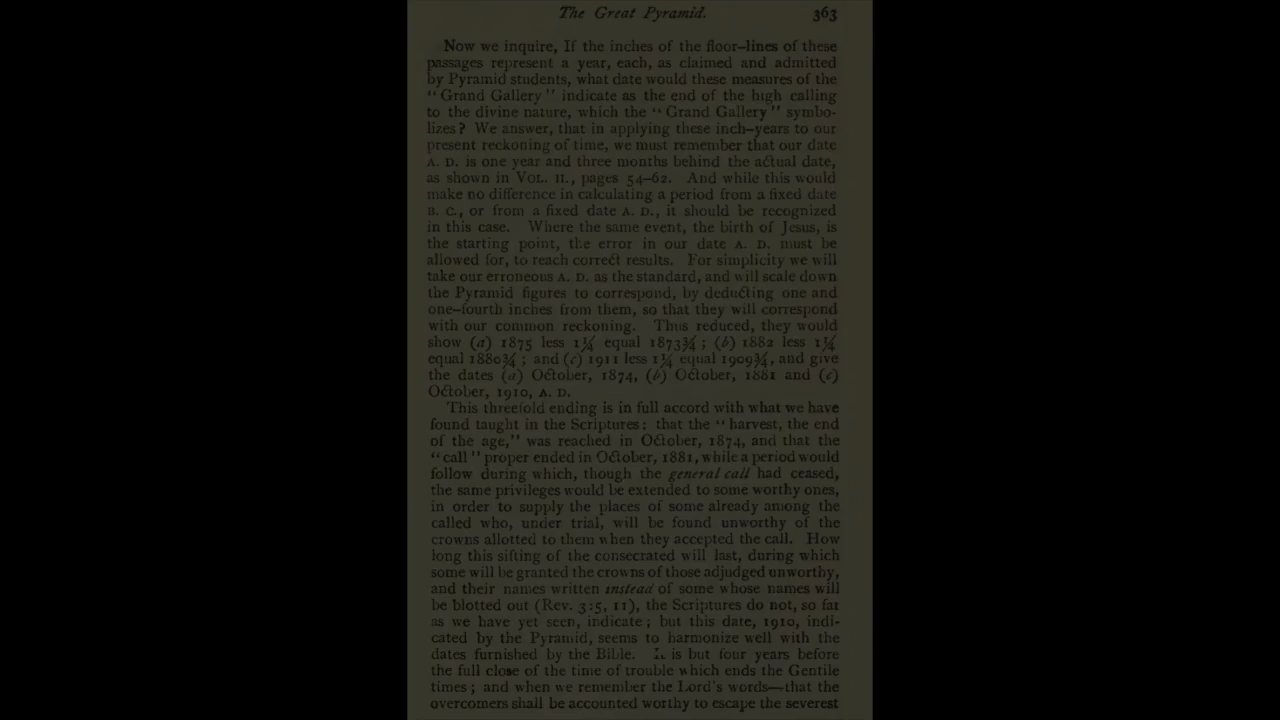 The Great Pyramid. 363
Now we inquire, If the inches of the floor-lines of these
passages represent a year, each, as claimed and admitted
by Pyramid students, what date would these measures of the
"Grand Gallery" indicate as the end of the high calling
to the divine nature, which the "Grand Gallery" symbo-
lizes? We answer, that in applying these inch-years to our
present reckoning of time, we must remember that our date
A. D. is one year and three months behind the actual date,
as shown in VOL. II., pages 54-62. And while this would
make no difference in calculating a period from a fixed date
B. C., or from a fixed date A. D., it should be recognized
in this case. Where the same event, the birth of Jesus, is
the starting point, the error in our date A. D. must be
allowed for, to reach correct results. For simplicity we will
take our erroneous A. D. as the standard, and will scale down
the Pyramid figures to correspond, by deducting one and
one-fourth inches from them, so that they will correspond
with our common reckoning. Thus reduced, they would
show (a) 1875 less 1¼ equal 1873¾; (b) 1882 less 1¼
equal 1880¾; and (c) 1911 less 1¼ equal 1909¾, and give
the dates (a) October, 1874, (b) October, 1881 and (c)
October, 1910, A. D.
This threefold ending is in full accord with what we have
found taught in the Scriptures: that the "harvest, the end
of the age," was reached in October, 1874, and that the
"call" proper ended in October, 1881, while a period would
follow during which, though the general call had ceased,
the same privileges would be extended to some worthy ones,
in order to supply the places of some already among the
called who, under trial, will be found unworthy of the
crowns allotted to them when they accepted the call. How
long this sifting of the consecrated will last, during which
some will be granted the crowns of those adjudged unworthy,
and their names written instead of some whose names will
be blotted out (Rev. 3:5, 11), the Scriptures do not, so far
as we have yet seen, indicate; but this date, 1910, indi-
cated by the Pyramid, seems to harmonize well with the
dates furnished by the Bible. It is but four years before
the full close of the time of trouble which ends the Gentile
times; and when we remember the Lord's words—that the
overcomers shall be accounted worthy to escape the severest